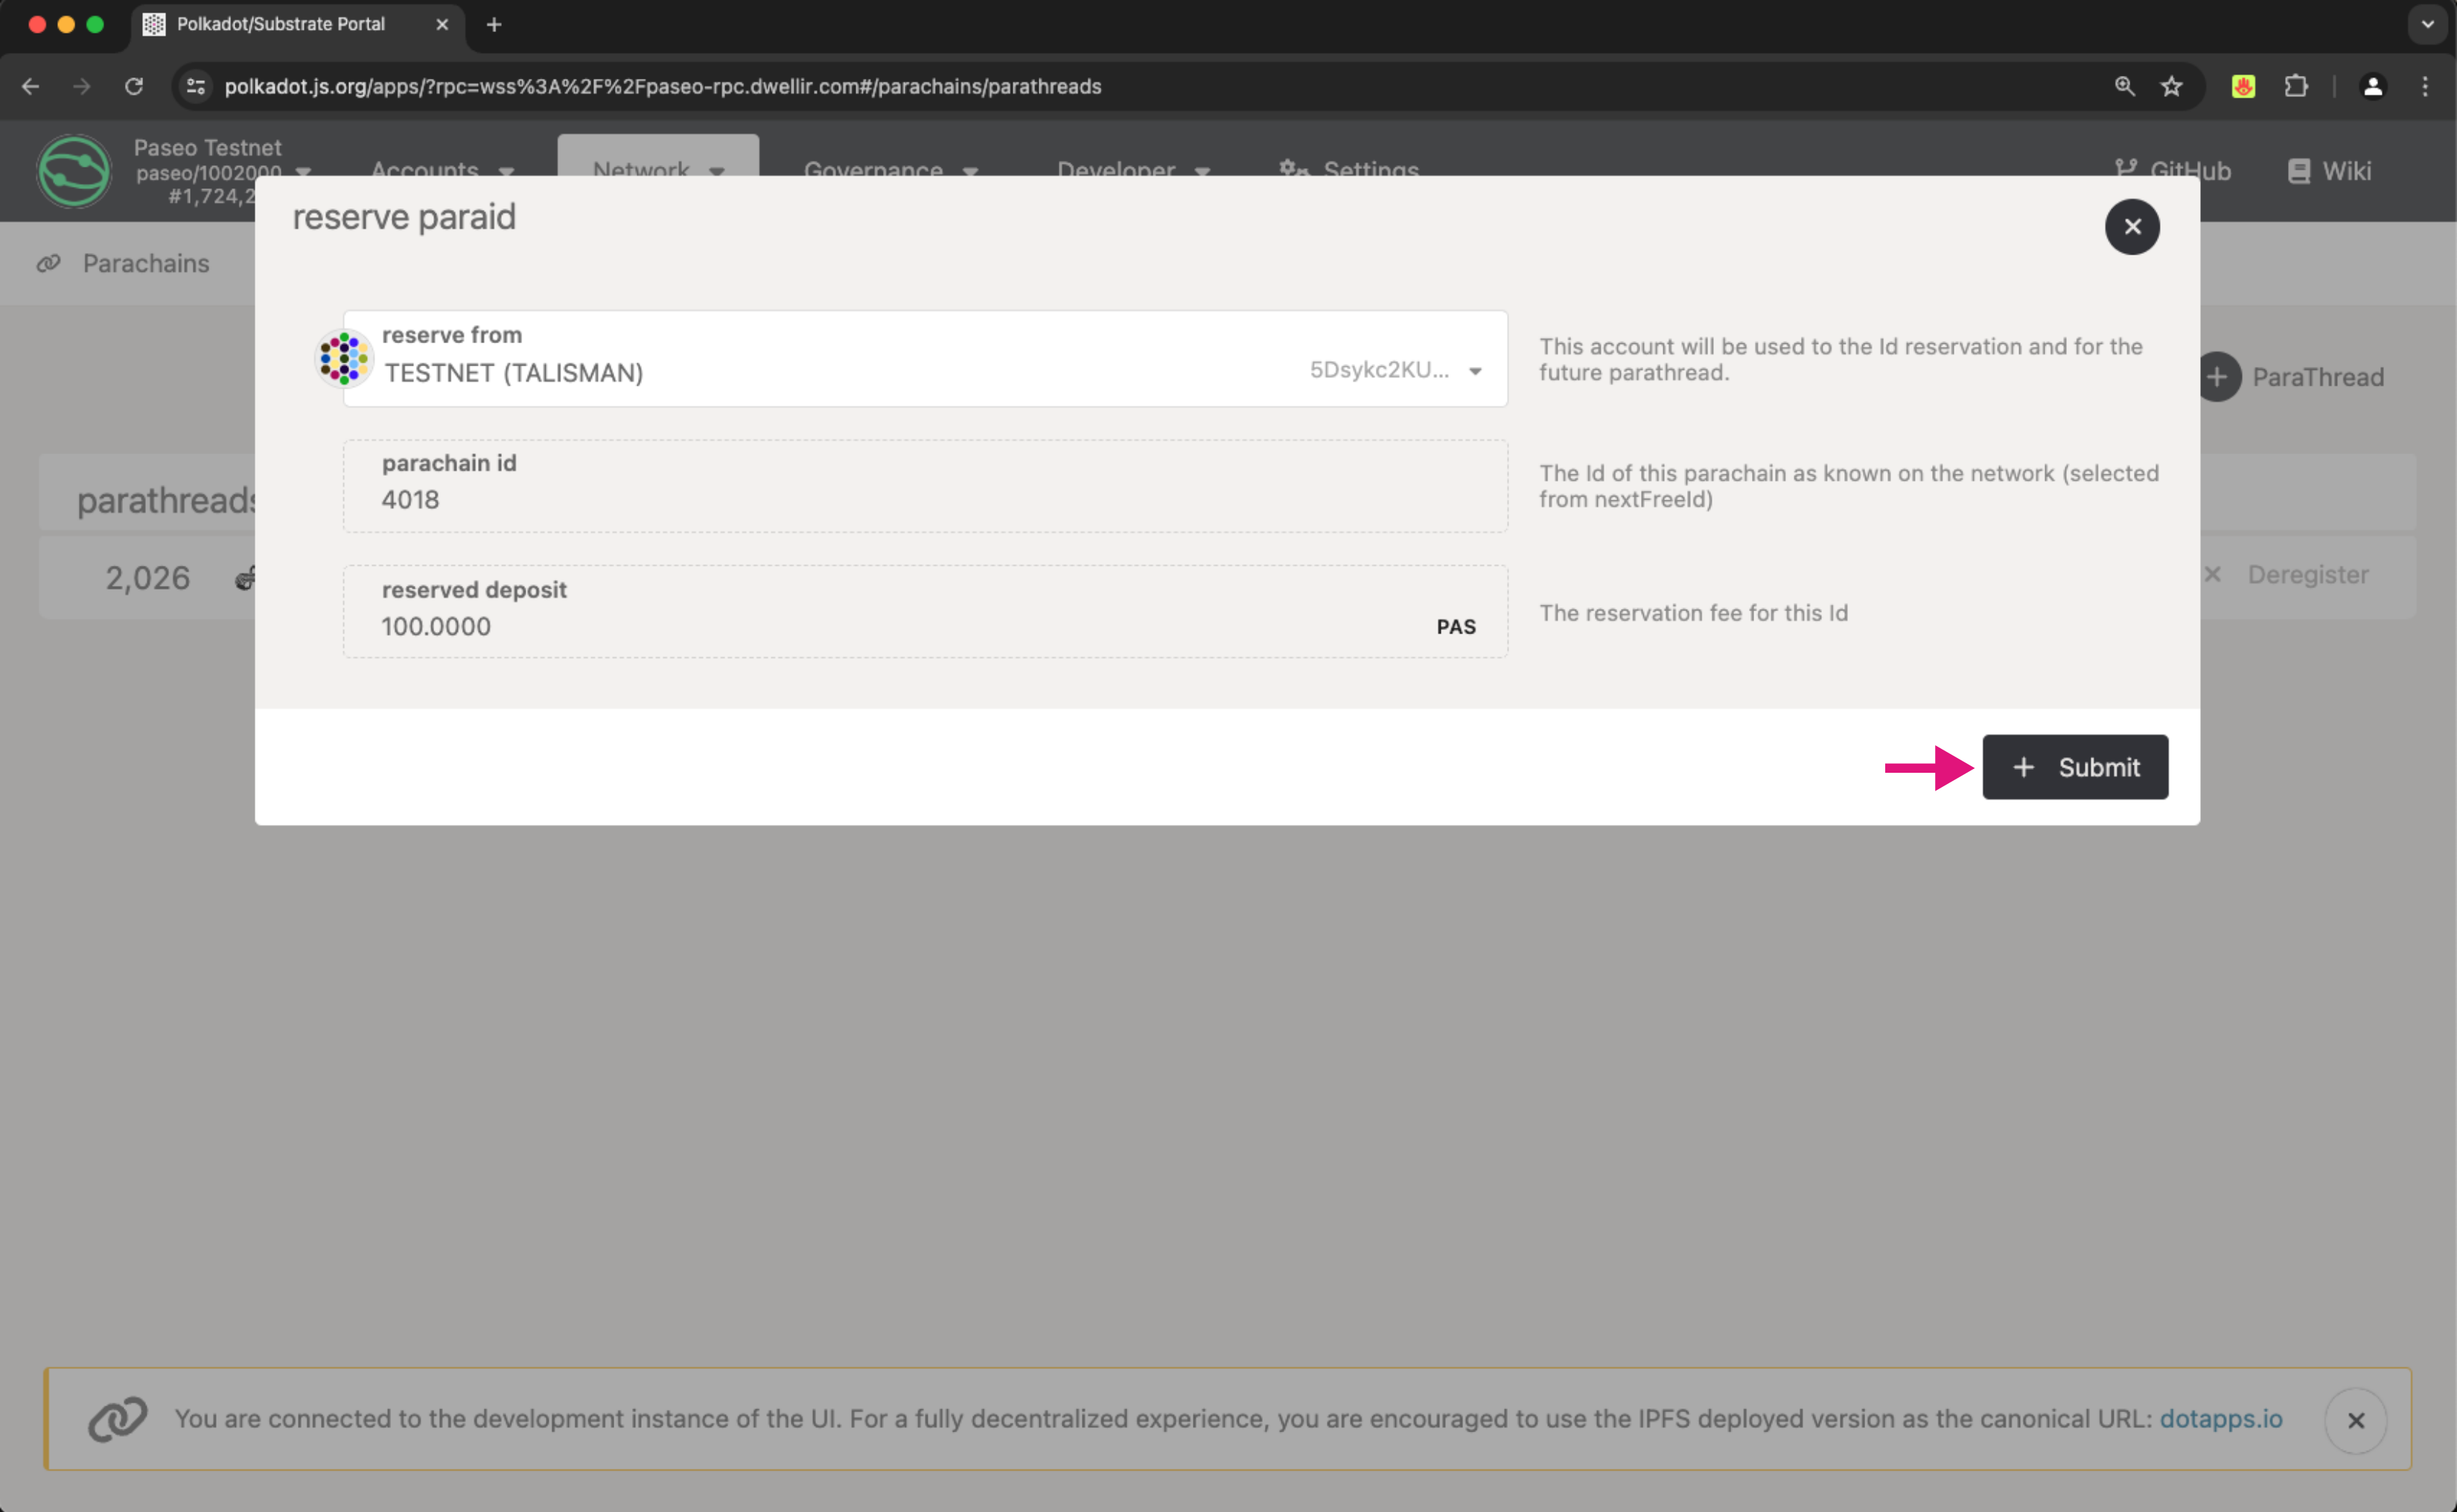 Polkadot/Substrate Portal
polkadot.js.org/apps/?rpc=wss%3A%2F%2Fpaseo-rpc.dwellir.com#/parachains/parathreads
Paseo Testnet
paseo/1002000
#1,724,2
Accounts
Network
Governance
Developer
Settings
GitHub
Wiki
Parachains
reserve paraid
reserve from
TESTNET (TALISMAN)
5Dsykc2KU...
This account will be used to the Id reservation and for the
future parathread.
ParaThread
parachain id
4018
The Id of this parachain as known on the network (selected
from nextFreeId)
parathreads
2,026
reserved deposit
100.0000
PAS
The reservation fee for this Id
Deregister
Submit
You are connected to the development instance of the UI. For a fully decentralized experience, you are encouraged to use the IPFS deployed version as the canonical URL: dotapps.io